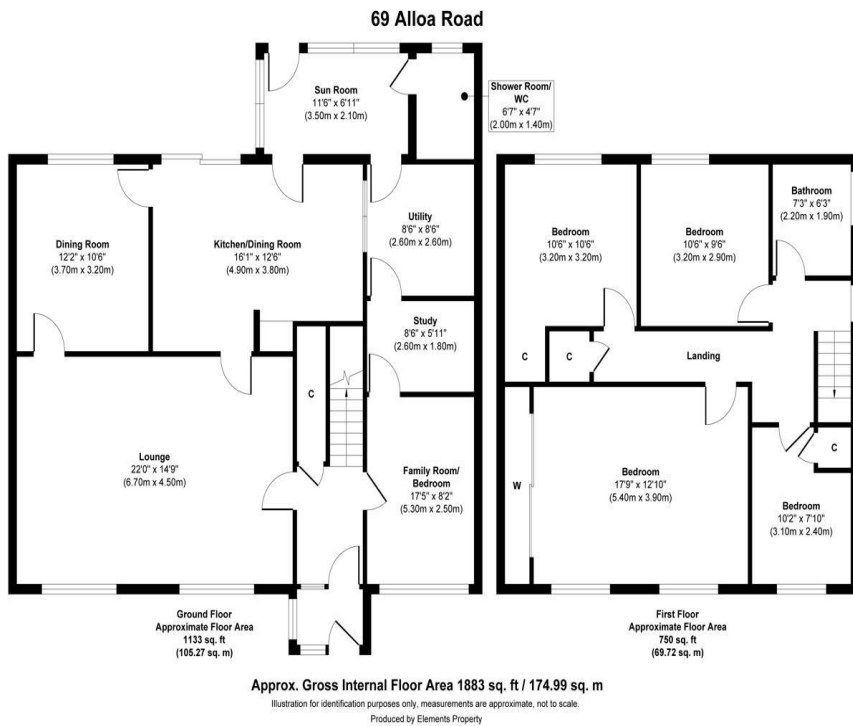 69 Alloa Road
Sun Room
11'6" x 6'11"
(3.50m x 2.10m)
Shower Room/
WC
6'7" x 4'7"
(2.00m x 1.40m)
Dining Room
12'2" x 10'6"
(3.70m x 3.20m)
Kitchen/Dining Room
16'1" x 12'6"
(4.90m x 3.80m)
Utility
8'6" x 8'6"
(2.60m x 2.60m)
Study
8'6" x 5'11"
(2.60m x 1.80m)
C
Lounge
22'0" x 14'9"
(6.70m x 4.50m)
Family Room/
Bedroom
17'5" x 8'2"
(5.30m x 2.50m)
Ground Floor
Approximate Floor Area
1133 sq. ft
(105.27 sq. m)
Bedroom
10'6" x 10'6"
(3.20m x 3.20m)
Bedroom
10'6" x 9'6"
(3.20m x 2.90m)
Bathroom
7'3" x 6'3"
(2.20m x 1.90m)
C
C
Landing
C
W
Bedroom
17'9" x 12'10"
(5.40m x 3.90m)
Bedroom
10'2" x 7'10"
(3.10m x 2.40m)
First Floor
Approximate Floor Area
750 sq. ft
(69.72 sq. m)
Approx. Gross Internal Floor Area 1883 sq. ft / 174.99 sq. m
Illustration for identification purposes only, measurements are approximate, not to scale.
Produced by Elements Property